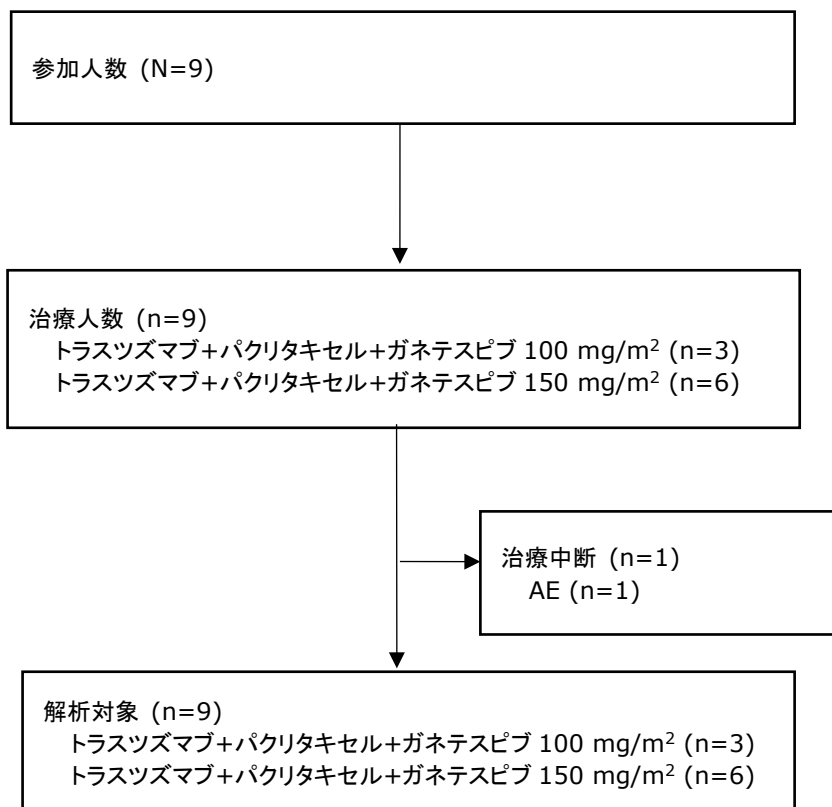 参加人数 (N=9)
治療人数 (n=9)
トラスツズマブ+パクリタキセル+ガネテスピブ 100 mg/m² (n=3)
トラスツズマブ+パクリタキセル+ガネテスピブ 150 mg/m² (n=6)
治療中断 (n=1)
AE (n=1)
解析対象 (n=9)
トラスツズマブ+パクリタキセル+ガネテスピブ 100 mg/m² (n=3)
トラスツズマブ+パクリタキセル+ガネテスピブ 150 mg/m² (n=6)